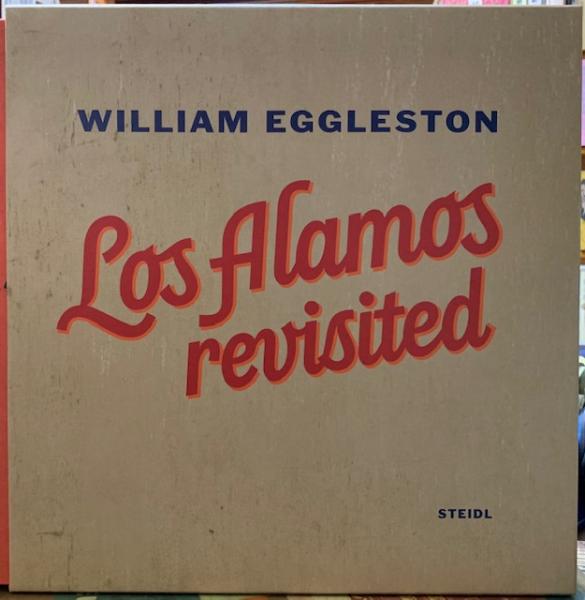 WILLIAM EGGLESTON
Los Alamos
revisited
STEIDL